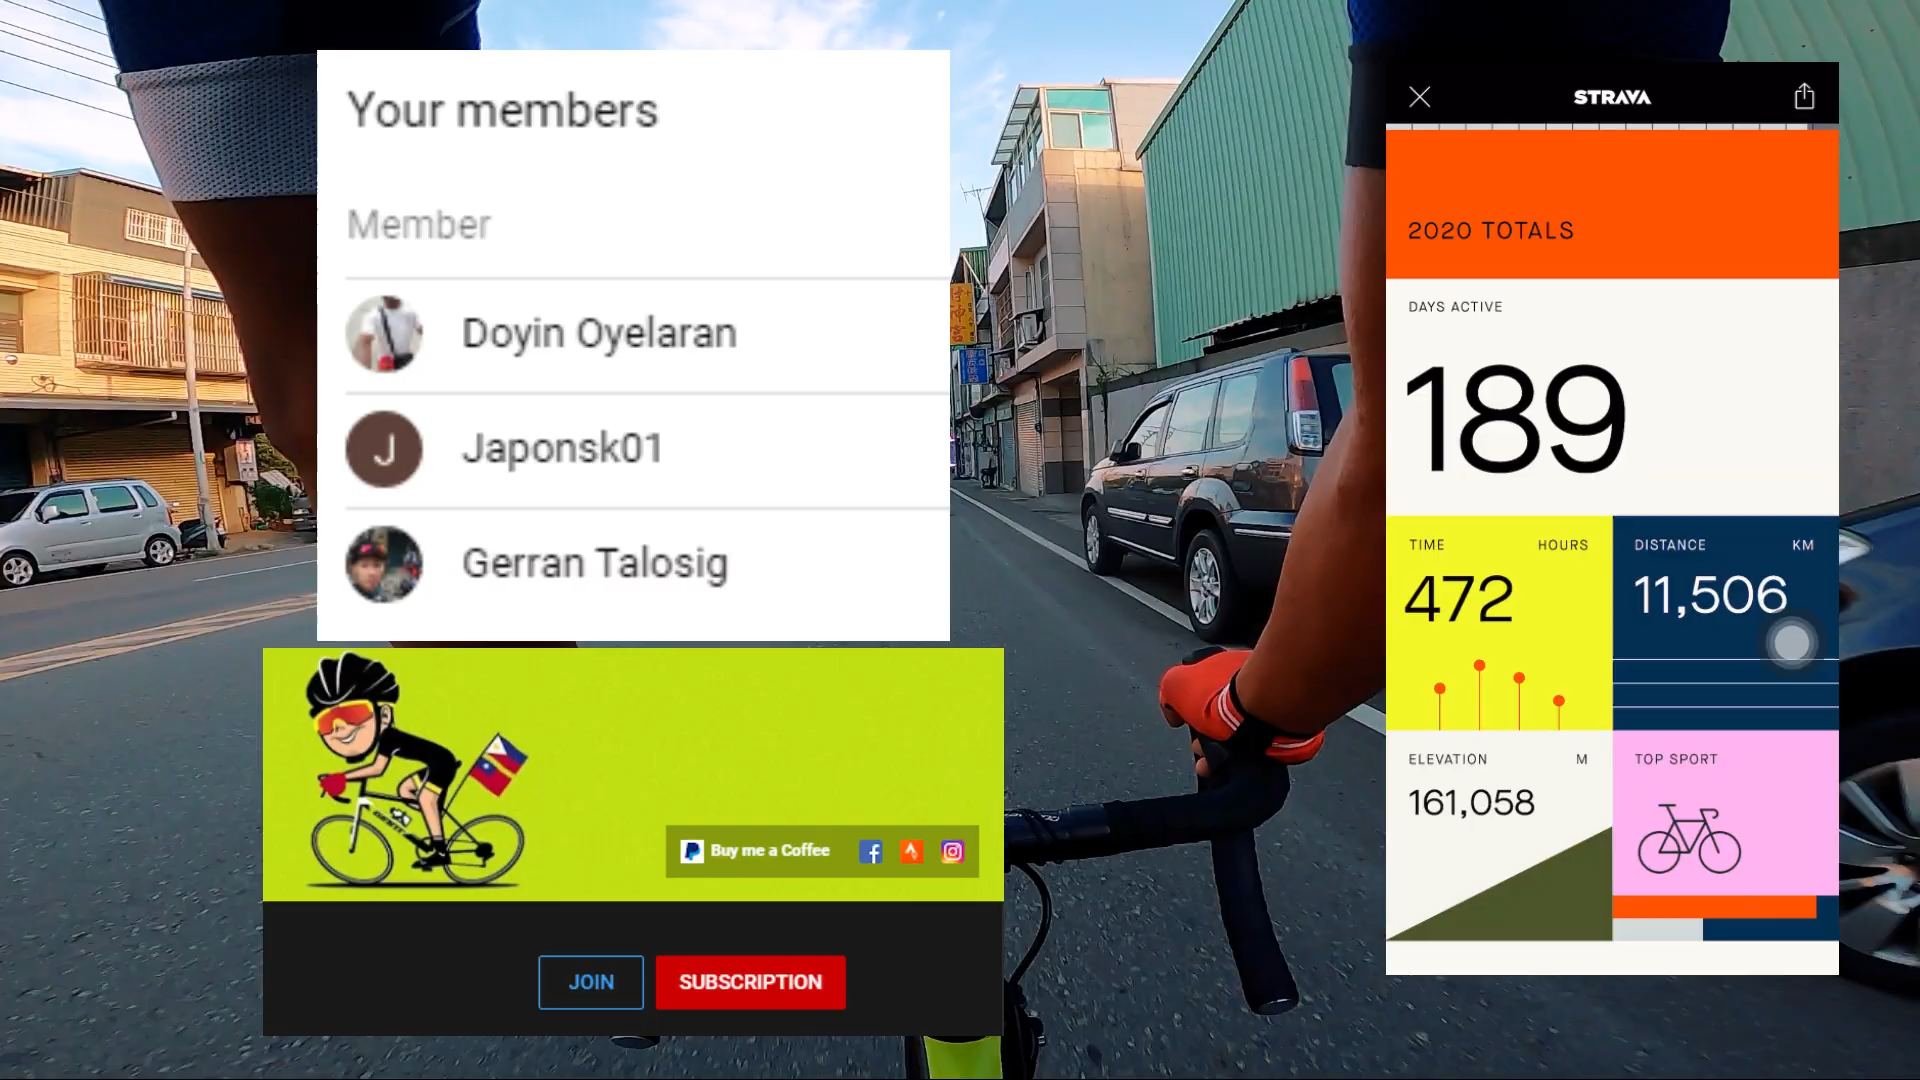 Your members
Member
Doyin Oyelaran
J
Japonsk01
Gerran Talosig
Buy me a Coffee
JOIN
SUBSCRIPTION
STRAVA
2020 TOTALS
DAYS ACTIVE
189
TIME HOURS
472
DISTANCE KM
11,506
ELEVATION M
161,058
TOP SPORT